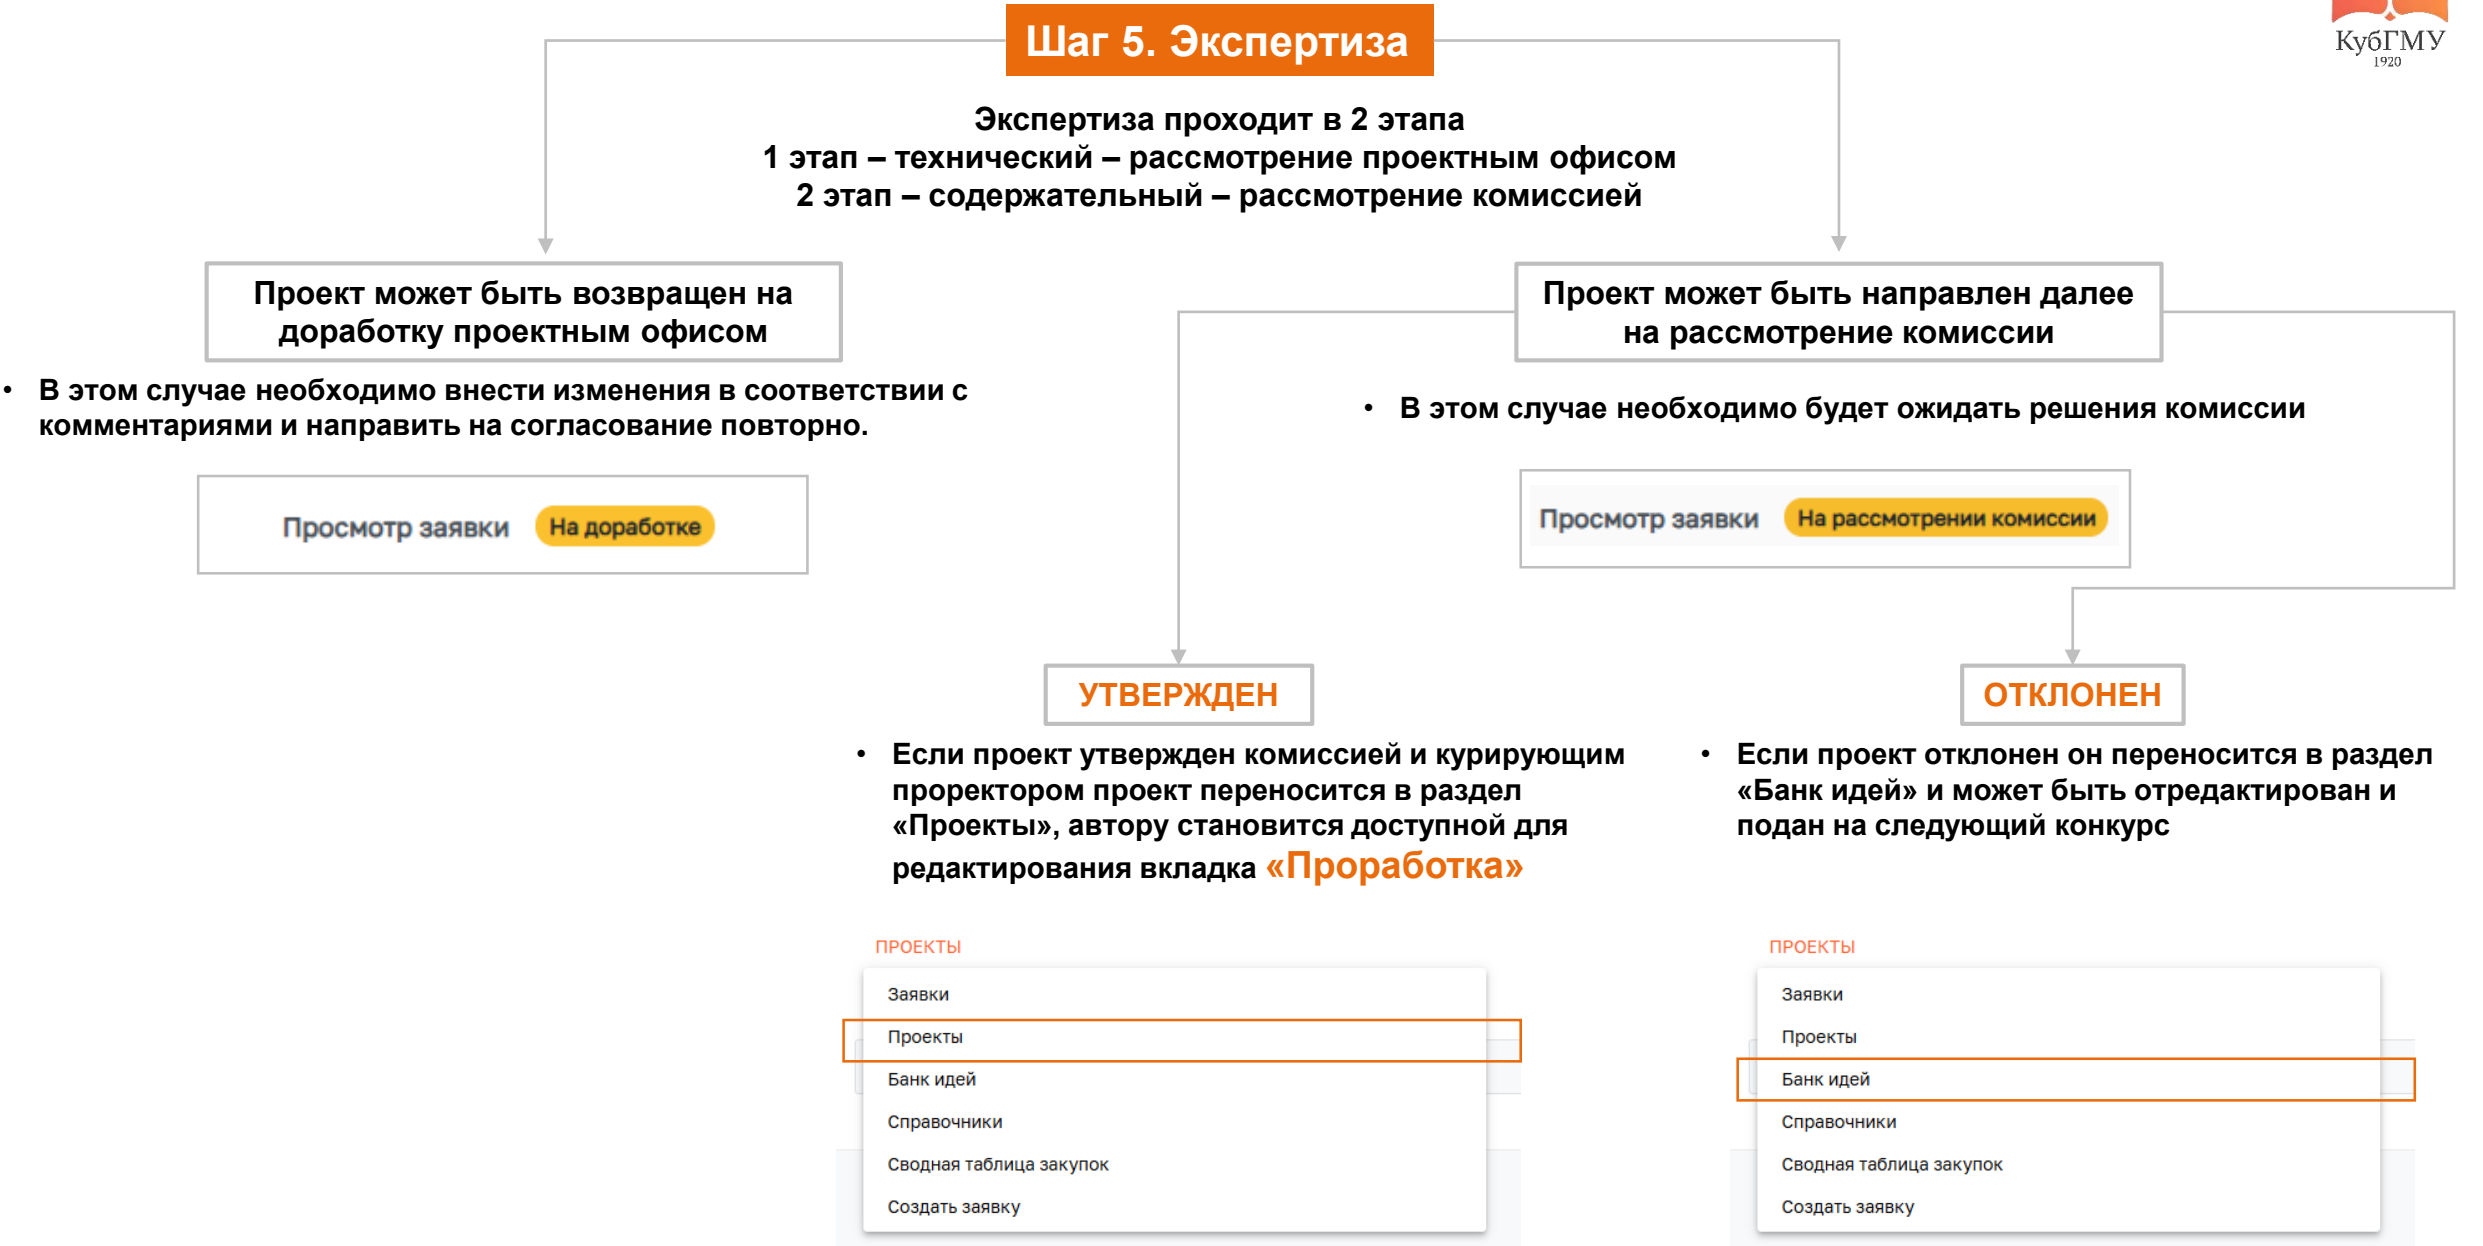 Шаг 5. Экспертиза
КубГМУ
1920
Экспертиза проходит в 2 этапа
1 этап – технический – рассмотрение проектным офисом
2 этап – содержательный – рассмотрение комиссией
Проект может быть возвращен на
доработку проектным офисом
• В этом случае необходимо внести изменения в соответствии с
комментариями и направить на согласование повторно.
Просмотр заявки На доработке
Проект может быть направлен далее
на рассмотрение комиссии
• В этом случае необходимо будет ожидать решения комиссии
Просмотр заявки На рассмотрении комиссии
УТВЕРЖДЕН
• Если проект утвержден комиссией и курирующим
проректором проект переносится в раздел
«Проекты», автору становится доступной для
редактирования вкладка «Проработка»
ПРОЕКТЫ
Заявки
Проекты
Банк идей
Справочники
Сводная таблица закупок
Создать заявку
ОТКЛОНЕН
• Если проект отклонен он переносится в раздел
«Банк идей» и может быть отредактирован и
подан на следующий конкурс
ПРОЕКТЫ
Заявки
Проекты
Банк идей
Справочники
Сводная таблица закупок
Создать заявку